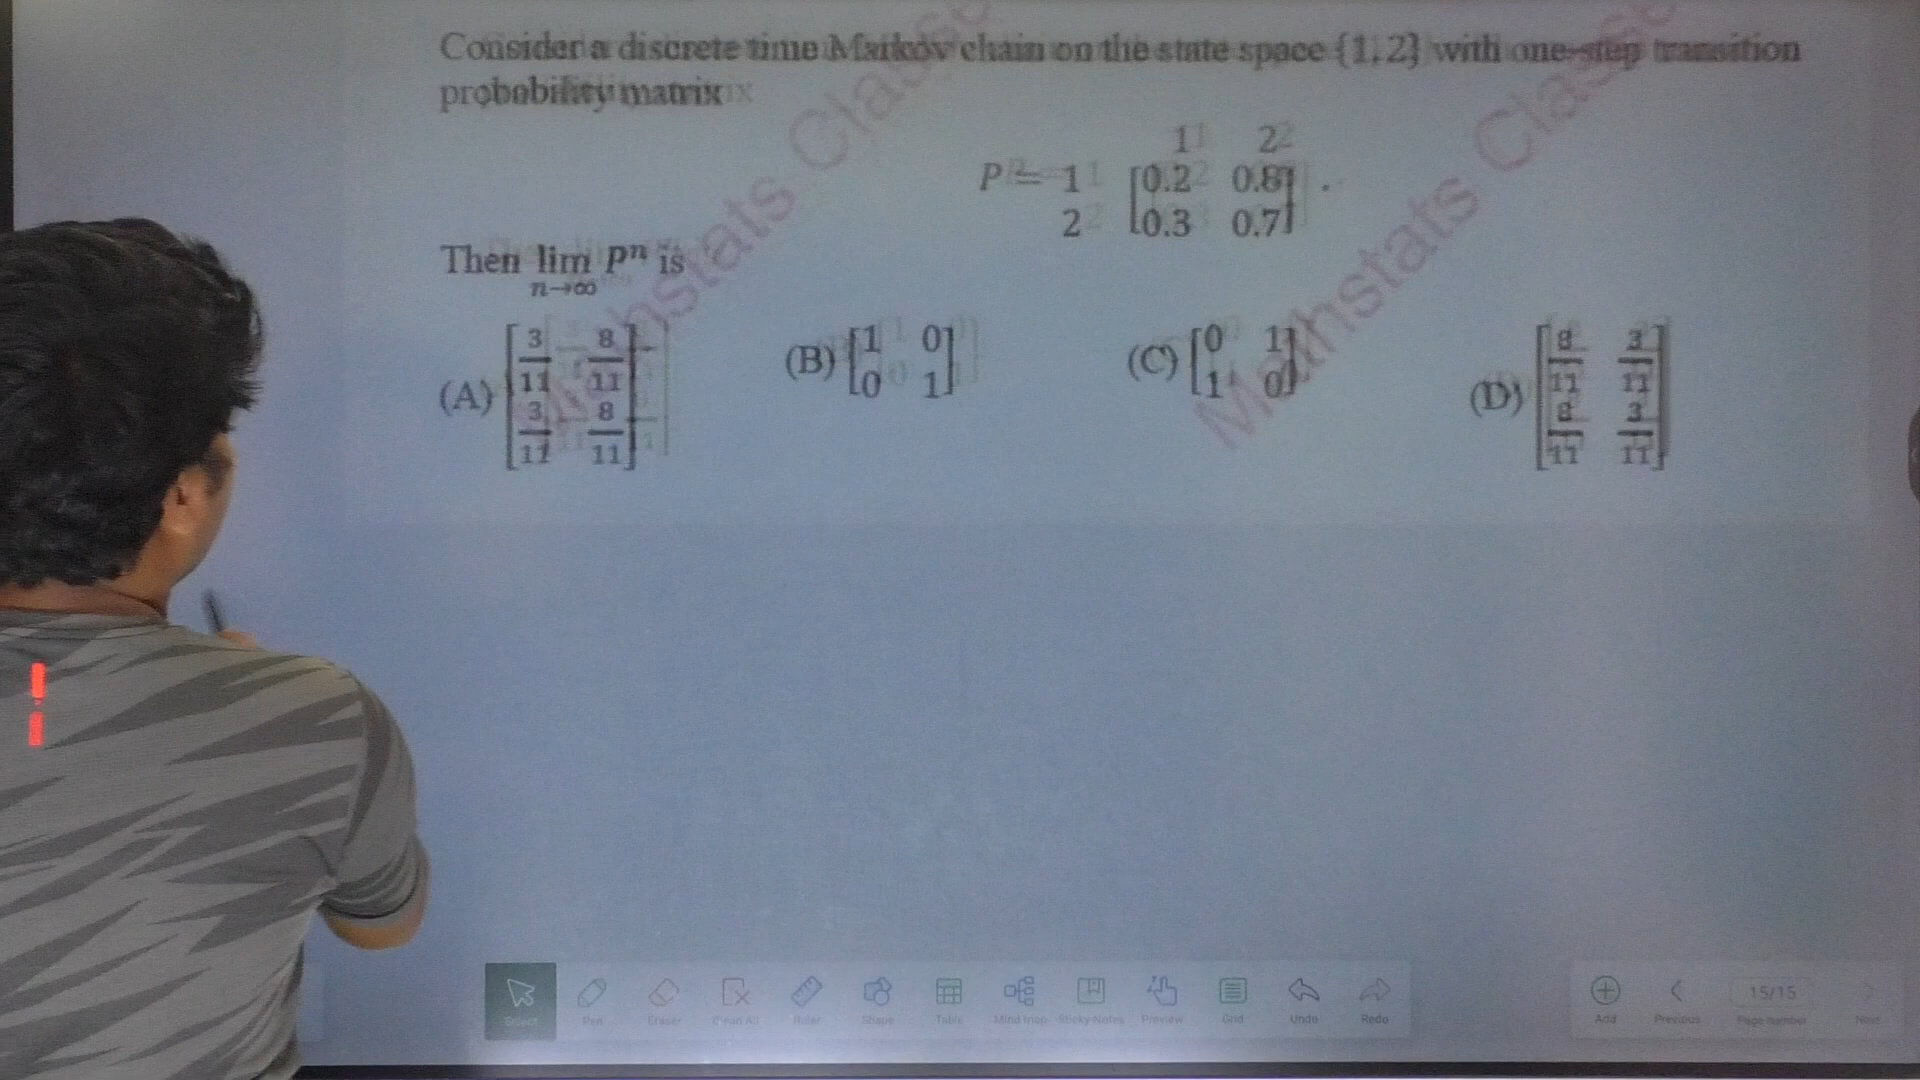 Consider a discrete time Markov chain on the state space {1, 2} with one-step transition
probability matrix
1 2
P = 1 [0.2 0.8] .
2 [0.3 0.7]
Then lim P^n is
n→∞
(A) [3/11 8/11; 3/11 8/11]
(B) [1 0; 0 1]
(C) [0 1; 1 0]
(D) [8/11 3/11; 8/11 3/11]
Mathstats Classes
Mathstats Classes
Select Pen Eraser Clean All Ruler Shape Table Mind map Sticky Notes Preview Grid Undo Redo
Add Previous 15/15 Page Number Next